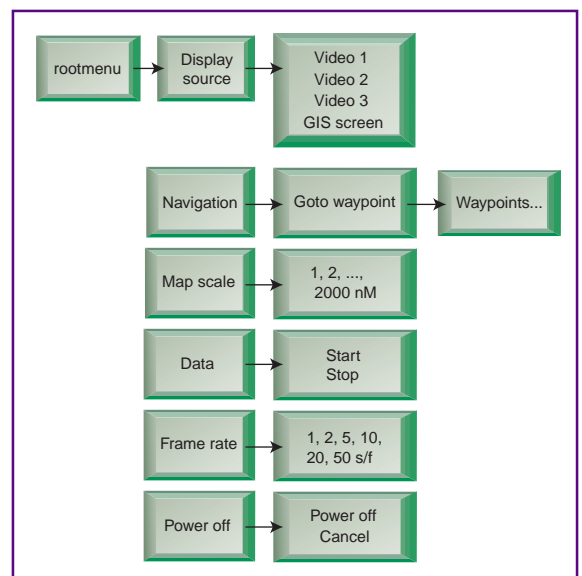 rootmenu
Display
source
Video 1
Video 2
Video 3
GIS screen
Navigation
Goto waypoint
Waypoints...
Map scale
1, 2, ...,
2000 nM
Data
Start
Stop
Frame rate
1, 2, 5, 10,
20, 50 s/f
Power off
Power off
Cancel